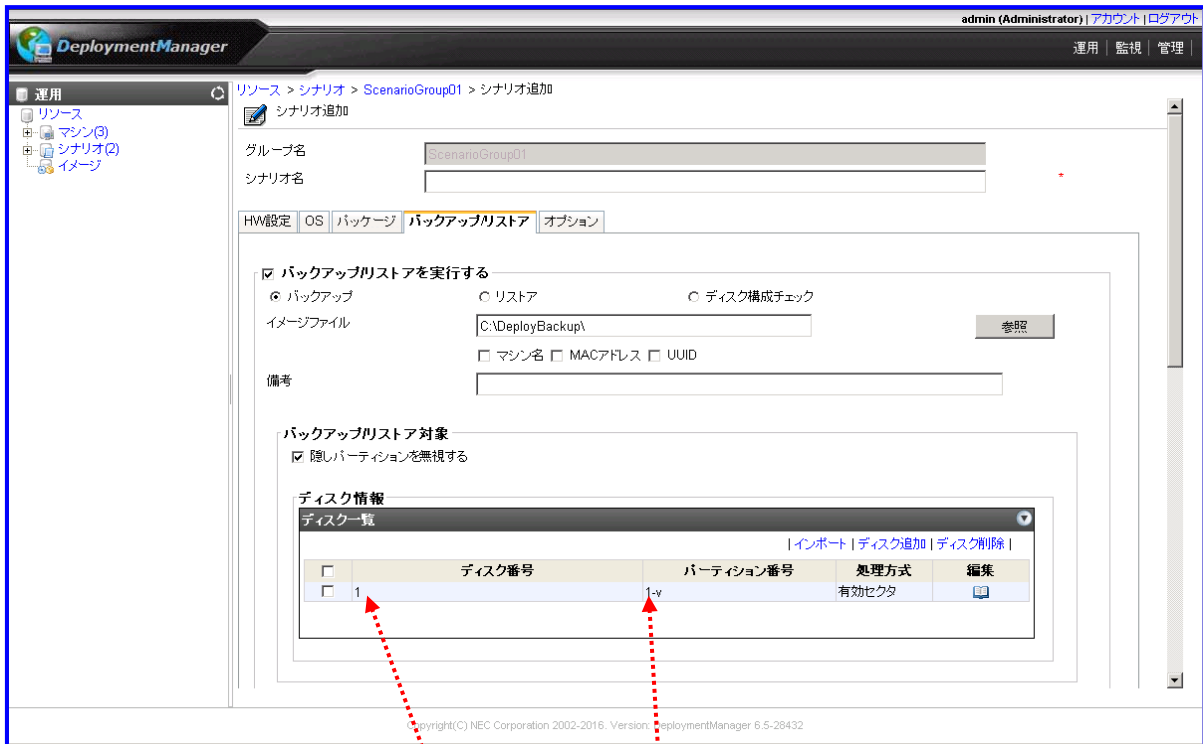 admin (Administrator) | アカウント | ログアウト
DeploymentManager
運用 | 監視 | 管理 |
運用
リソース
マシン(3)
シナリオ(2)
イメージ
リソース > シナリオ > ScenarioGroup01 > シナリオ追加
シナリオ追加
グループ名 ScenarioGroup01
シナリオ名 *
HW設定 OS パッケージ バックアップ/リストア オプション
バックアップ/リストアを実行する
バックアップ リストア ディスク構成チェック
イメージファイル C:\DeployBackup\ 参照
マシン名 MACアドレス UUID
備考
バックアップ/リストア対象
隠しパーティションを無視する
ディスク情報
ディスク一覧
| インポート | ディスク追加 | ディスク削除 |
ディスク番号 パーティション番号 処理方式 編集
1 1-v 有効セクタ
Copyright(C) NEC Corporation 2002-2016. Version: DeploymentManager 6.5-28432